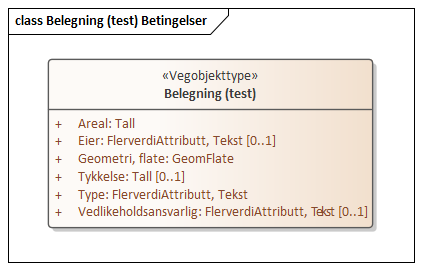 class Belegning (test) Betingelser
«Vegobjekttype»
Belegning (test)
+ Areal: Tall
+ Eier: FlerverdiAttributt, Tekst [0..1]
+ Geometri, flate: GeomFlate
+ Tykkelse: Tall [0..1]
+ Type: FlerverdiAttributt, Tekst
+ Vedlikeholdsansvarlig: FlerverdiAttributt, Tekst [0..1]